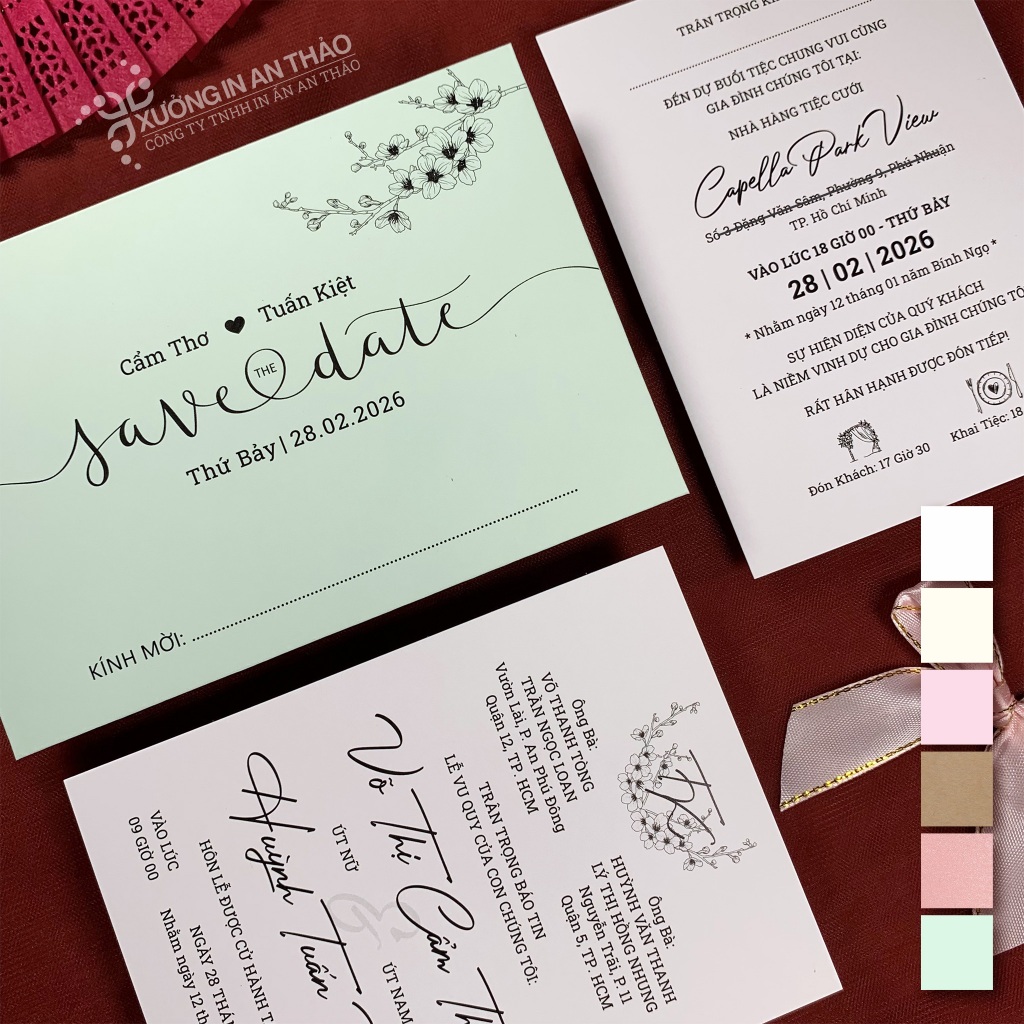 XƯỞNG IN AN THẢO
CÔNG TY TNHH IN ẤN AN THẢO
Cẩm Thơ Tuấn Kiệt
save THE date
Thứ Bảy | 28.02.2026
KÍNH MỜI:
TRÂN TRỌNG
ĐẾN DỰ BUỔI TIỆC CHUNG VUI CÙNG
GIA ĐÌNH CHÚNG TÔI TẠI:
NHÀ HÀNG TIỆC CƯỚI
Capella Park View
Số 3 Đặng Văn Sâm, Phường 9, Phú Nhuận
TP. Hồ Chí Minh
VÀO LÚC 18 GIỜ 00 - THỨ BẢY
28 | 02 | 2026
* Nhằm ngày 12 tháng 01 năm Bính Ngọ *
SỰ HIỆN DIỆN CỦA QUÝ KHÁCH
LÀ NIỀM VINH DỰ CHO GIA ĐÌNH CHÚNG TÔ
RẤT HÂN HẠNH ĐƯỢC ĐÓN TIẾP!
Đón Khách: 17 Giờ 30
Khai Tiệc: 18
TK
Ông Bà:
VÕ THANH TÒNG
TRẦN NGỌC LOAN
Vườn Lài, P. An Phú Đông
Quận 12, TP. HCM
Ông Bà:
HUỲNH VĂN THANH
LÝ THỊ HỒNG NHUNG
Nguyễn Trãi, P. 11
Quận 5, TP. HCM
TRÂN TRỌNG BÁO TIN
LỄ VU QUY CỦA CON CHÚNG TÔI:
Võ Thị Cẩm Th
ÚT NỮ
ÚT NAM
Huỳnh Tuấn
HÔN LỄ ĐƯỢC CỬ HÀNH T
VÀO LÚC
09 GIỜ 00
NGÀY 28 THÁ
Nhằm ngày 12 th